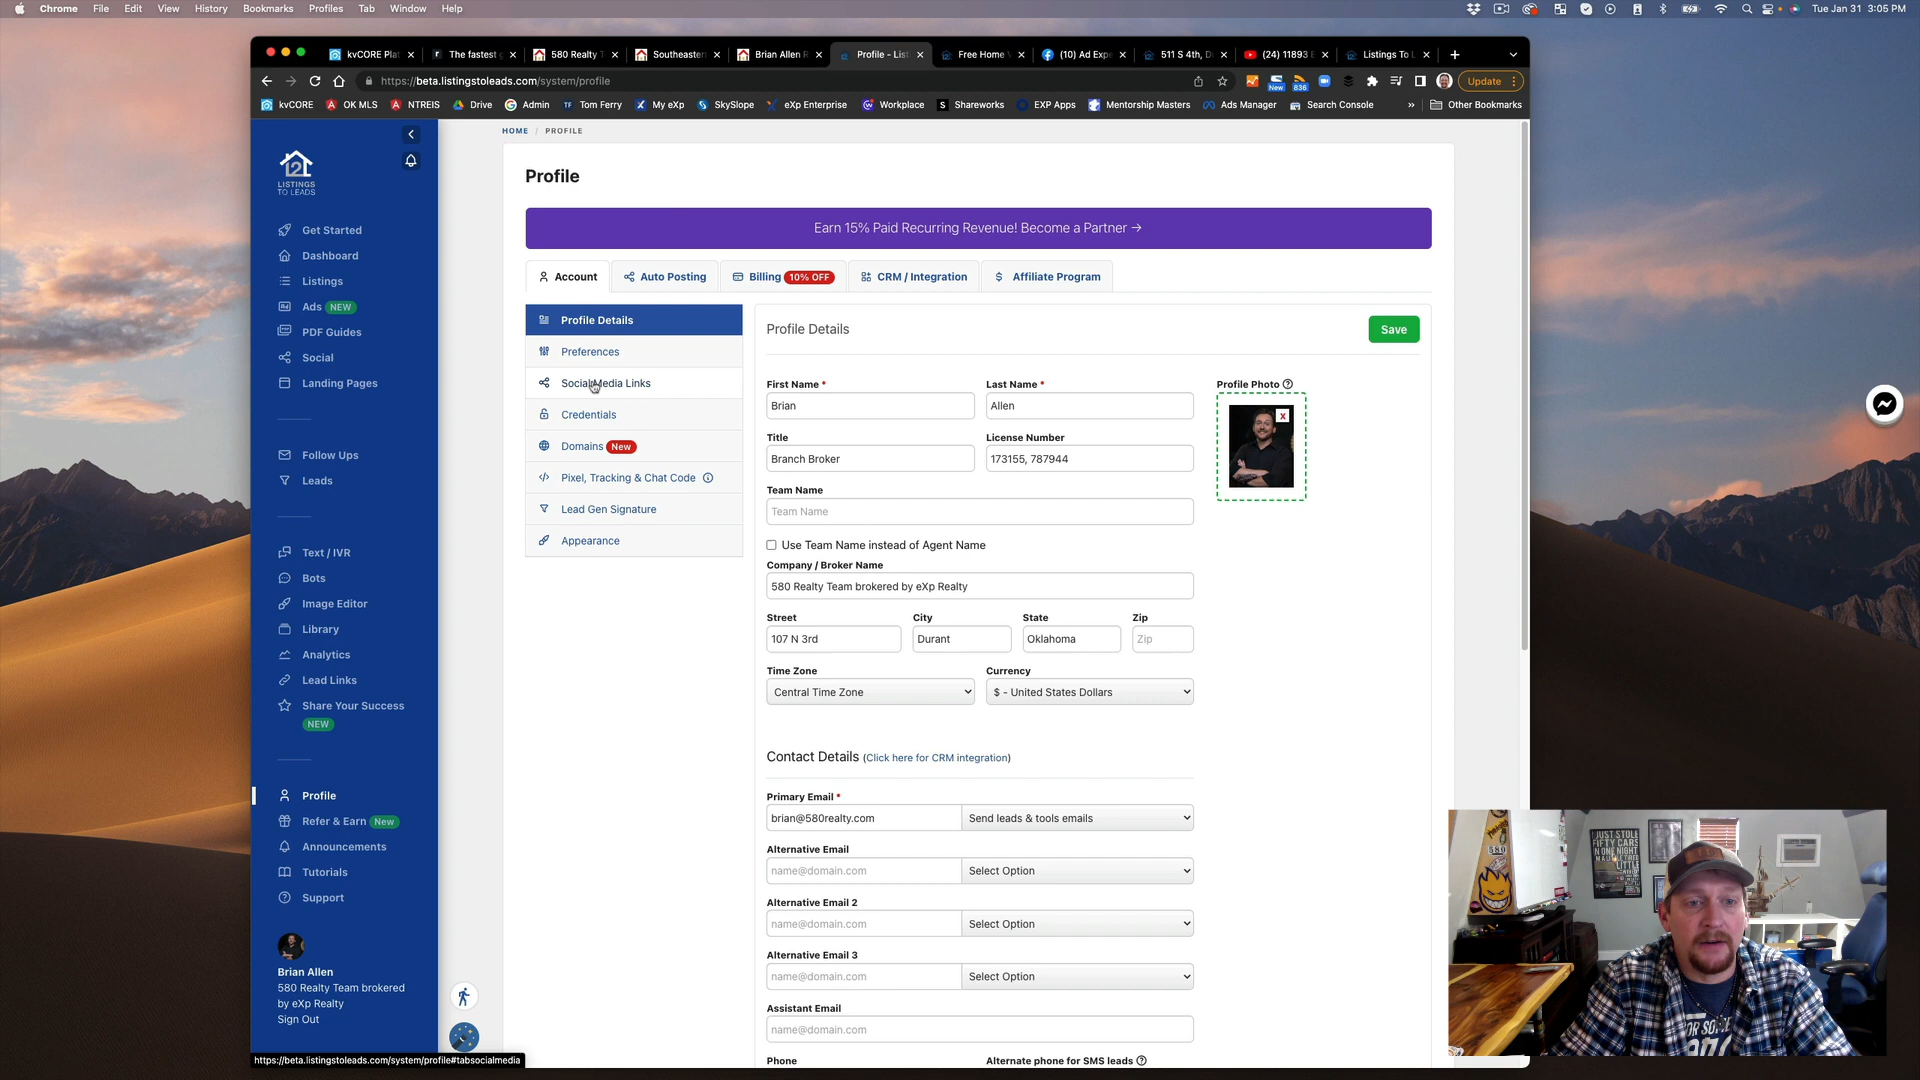 Chrome File Edit View History Bookmarks Profiles Tab Window Help Tue Jan 31 3:05 PM
kvCORE Plat The fastest 580 Realty T Southeaster Brian Allen R Profile - List Free Home V (10) Ad Expe 511 S 4th, D (24) 11893 E Listings To L
https://beta.listingstoleads.com/system/profile New 836 Update
kvCORE OK MLS NTREIS Drive Admin Tom Ferry My eXp SkySlope eXp Enterprise Workplace Shareworks EXP Apps Mentorship Masters Ads Manager Search Console » Other Bookmarks
HOME / PROFILE
L2L
LISTINGS
TO LEADS
Get Started
Dashboard
Listings
Ads NEW
PDF Guides
Social
Landing Pages
Follow Ups
Leads
Text / IVR
Bots
Image Editor
Library
Analytics
Lead Links
Share Your Success
NEW
Profile
Refer & Earn New
Announcements
Tutorials
Support
Brian Allen
580 Realty Team brokered
by eXp Realty
Sign Out
https://beta.listingstoleads.com/system/profile#tabsocialmedia
Profile
Earn 15% Paid Recurring Revenue! Become a Partner →
Account Auto Posting Billing 10% OFF CRM / Integration $ Affiliate Program
Profile Details
Preferences
Social Media Links
Credentials
Domains New
Pixel, Tracking & Chat Code
Lead Gen Signature
Appearance
Profile Details Save
First Name * Last Name * Profile Photo
Brian Allen x
Title License Number
Branch Broker 173155, 787944
Team Name
Team Name
Use Team Name instead of Agent Name
Company / Broker Name
580 Realty Team brokered by eXp Realty
Street City State Zip
107 N 3rd Durant Oklahoma Zip
Time Zone Currency
Central Time Zone $ - United States Dollars
Contact Details (Click here for CRM integration)
Primary Email *
brian@580realty.com Send leads & tools emails
Alternative Email
name@domain.com Select Option
Alternative Email 2
name@domain.com Select Option
Alternative Email 3
name@domain.com Select Option
Assistant Email
name@domain.com
Phone Alternate phone for SMS leads
I JUST STOLE
FIFTY CARS
IN ONE NIGHT